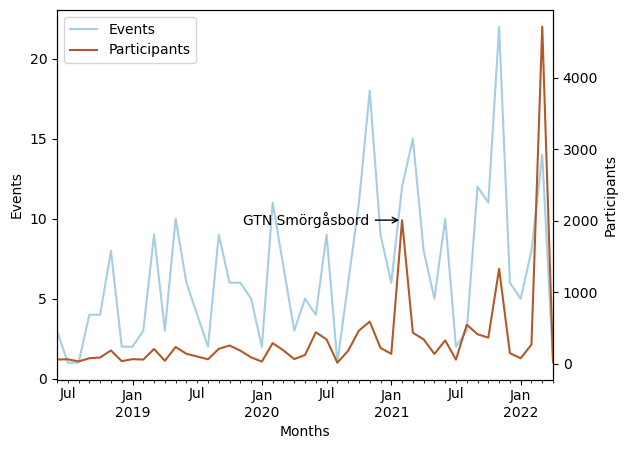 Events
Participants
20
15
10
5
0
Events
4000
3000
2000
1000
0
Participants
GTN Smörgåsbord
Jul Jan Jul Jan Jul Jan Jul Jan
2019 2020 2021 2022
Months